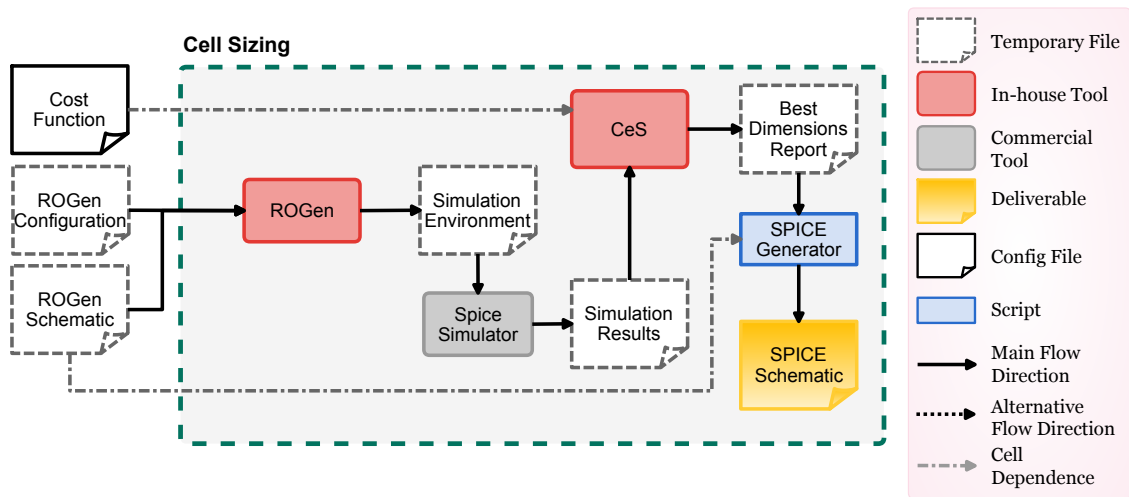 Cell Sizing
Cost
Function
ROGen
Configuration
ROGen
Schematic
ROGen
Simulation
Environment
Spice
Simulator
Simulation
Results
CeS
Best
Dimensions
Report
SPICE
Generator
SPICE
Schematic
Temporary File
In-house Tool
Commercial
Tool
Deliverable
Config File
Script
Main Flow
Direction
Alternative
Flow Direction
Cell
Dependence